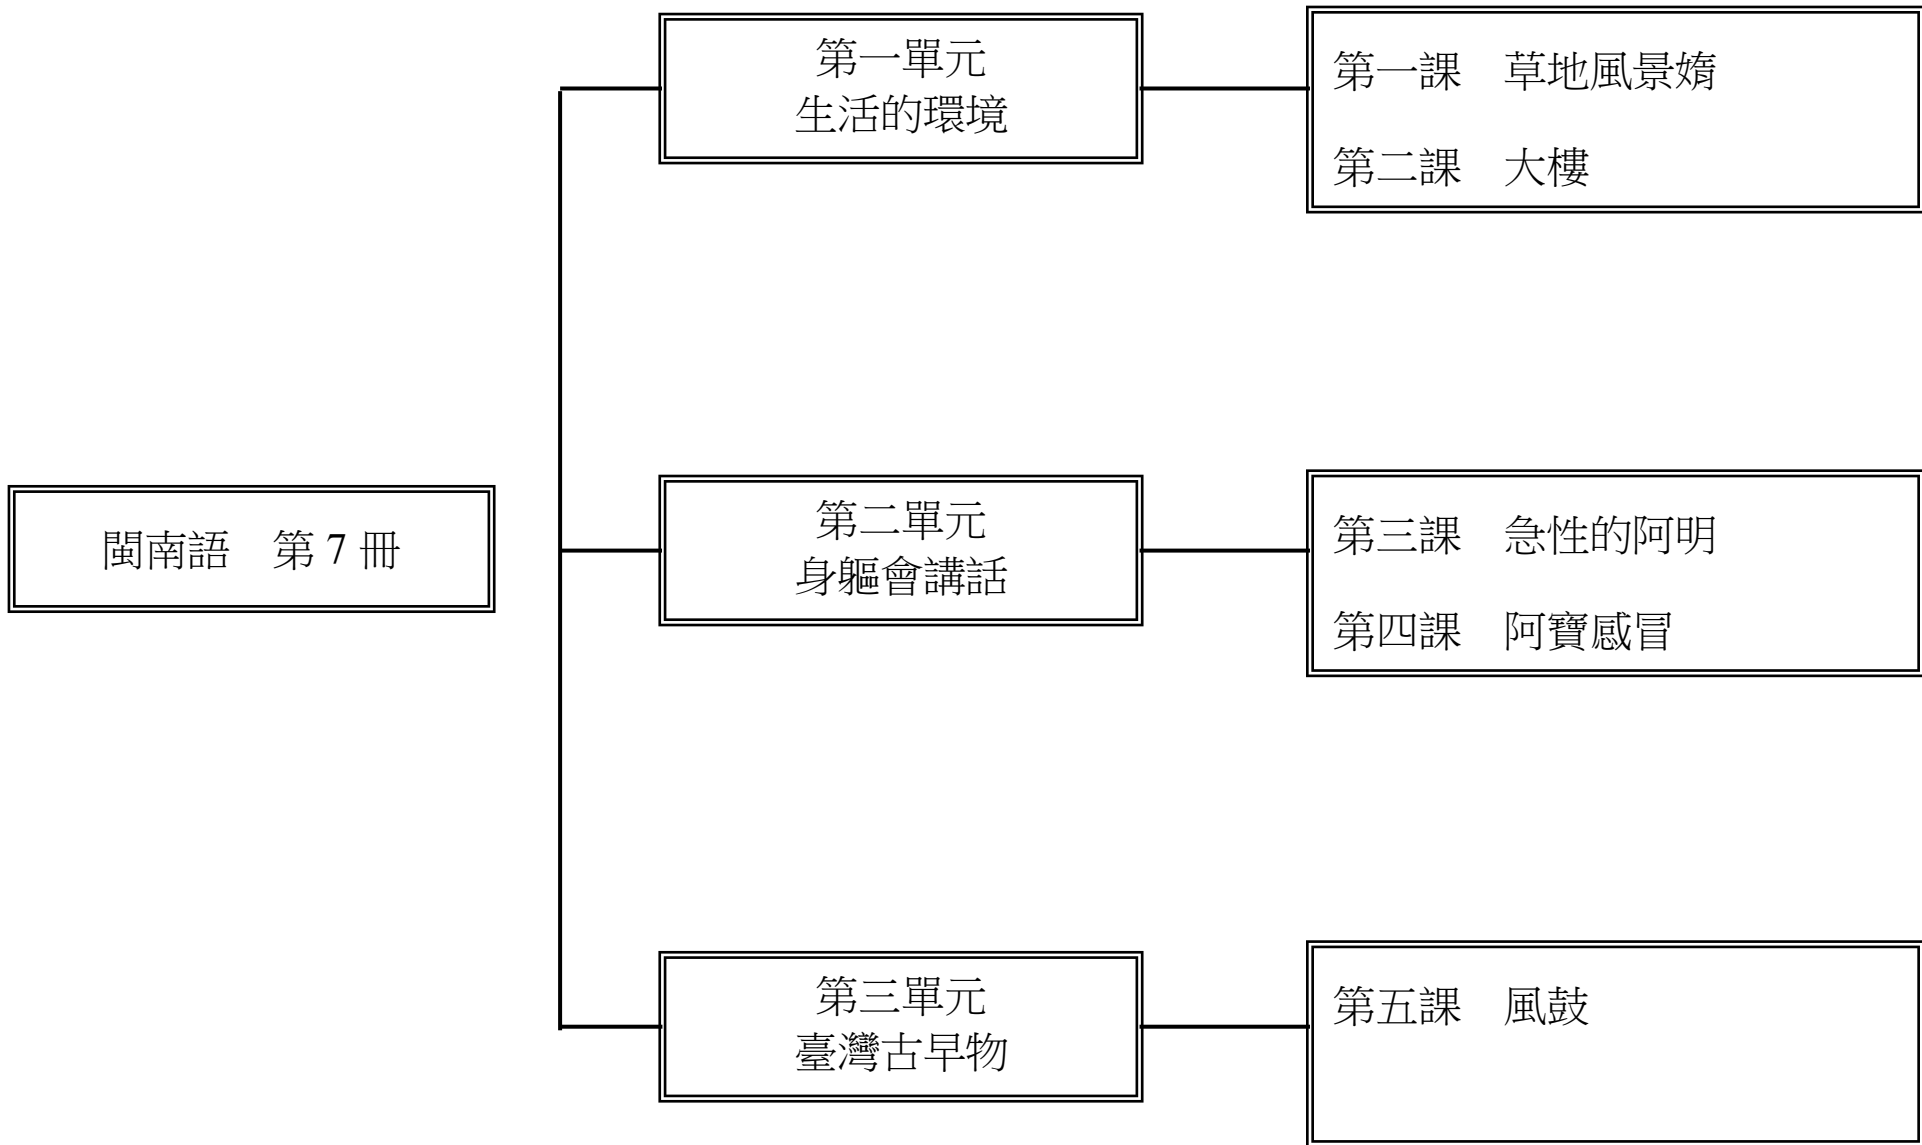 閩南語　第 7 冊
第一單元
生活的環境
第一課　草地風景媠
第二課　大樓
第二單元
身軀會講話
第三課　急性的阿明
第四課　阿寶感冒
第三單元
臺灣古早物
第五課　風鼓